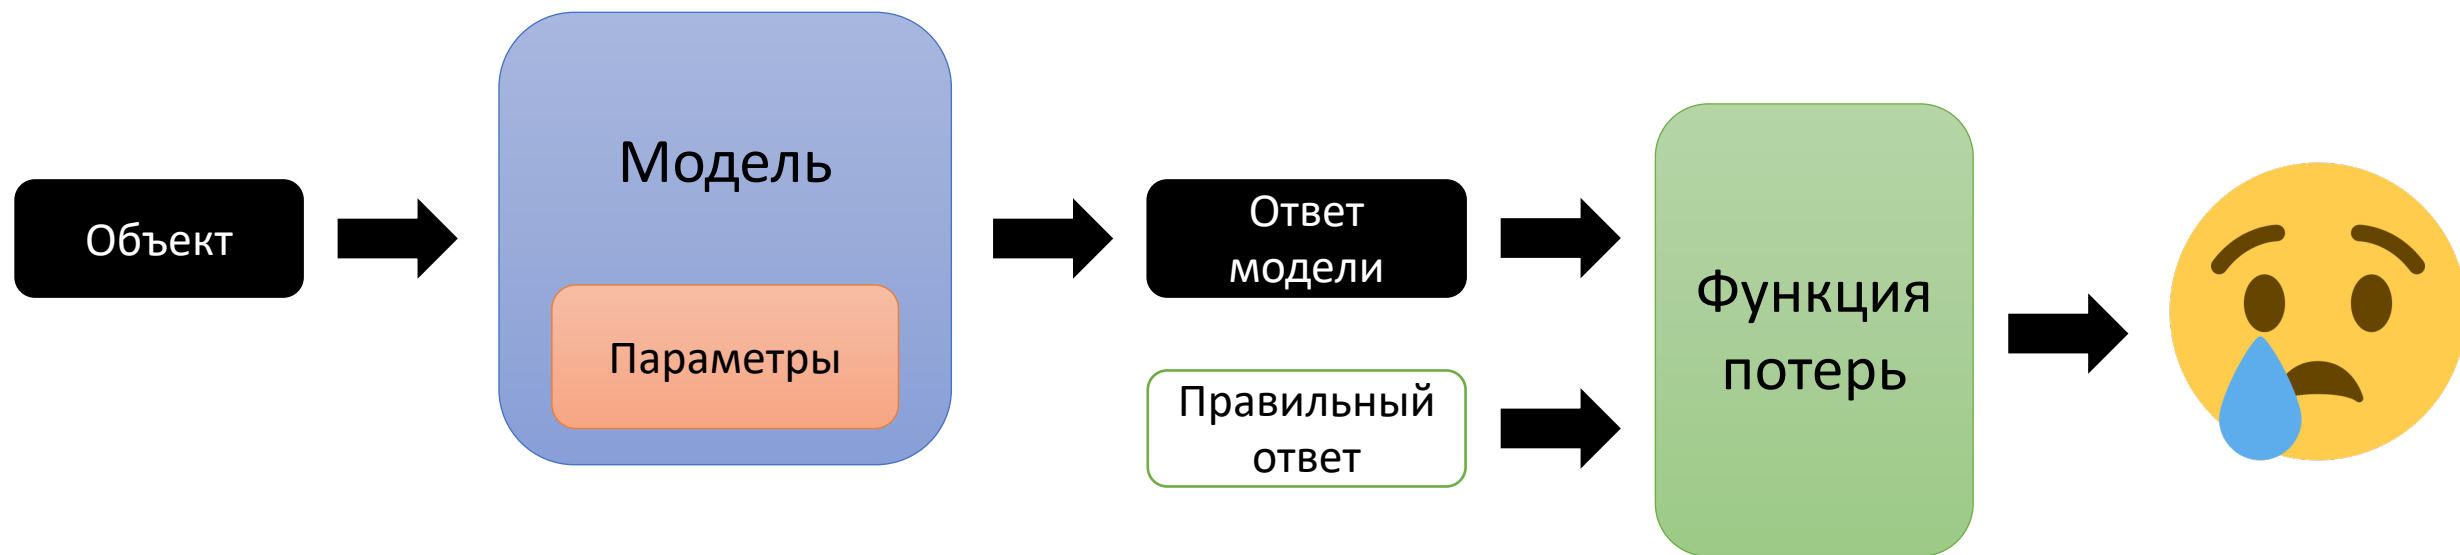 Объект
Модель
Параметры
Ответ
модели
Правильный
ответ
Функция
потерь